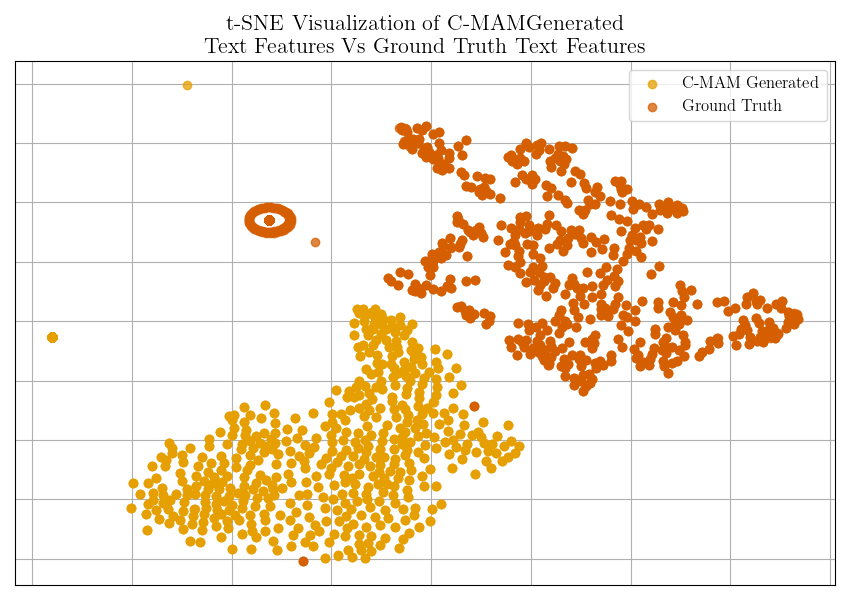 t-SNE Visualization of C-MAMGenerated
Text Features Vs Ground Truth Text Features
C-MAM Generated
Ground Truth